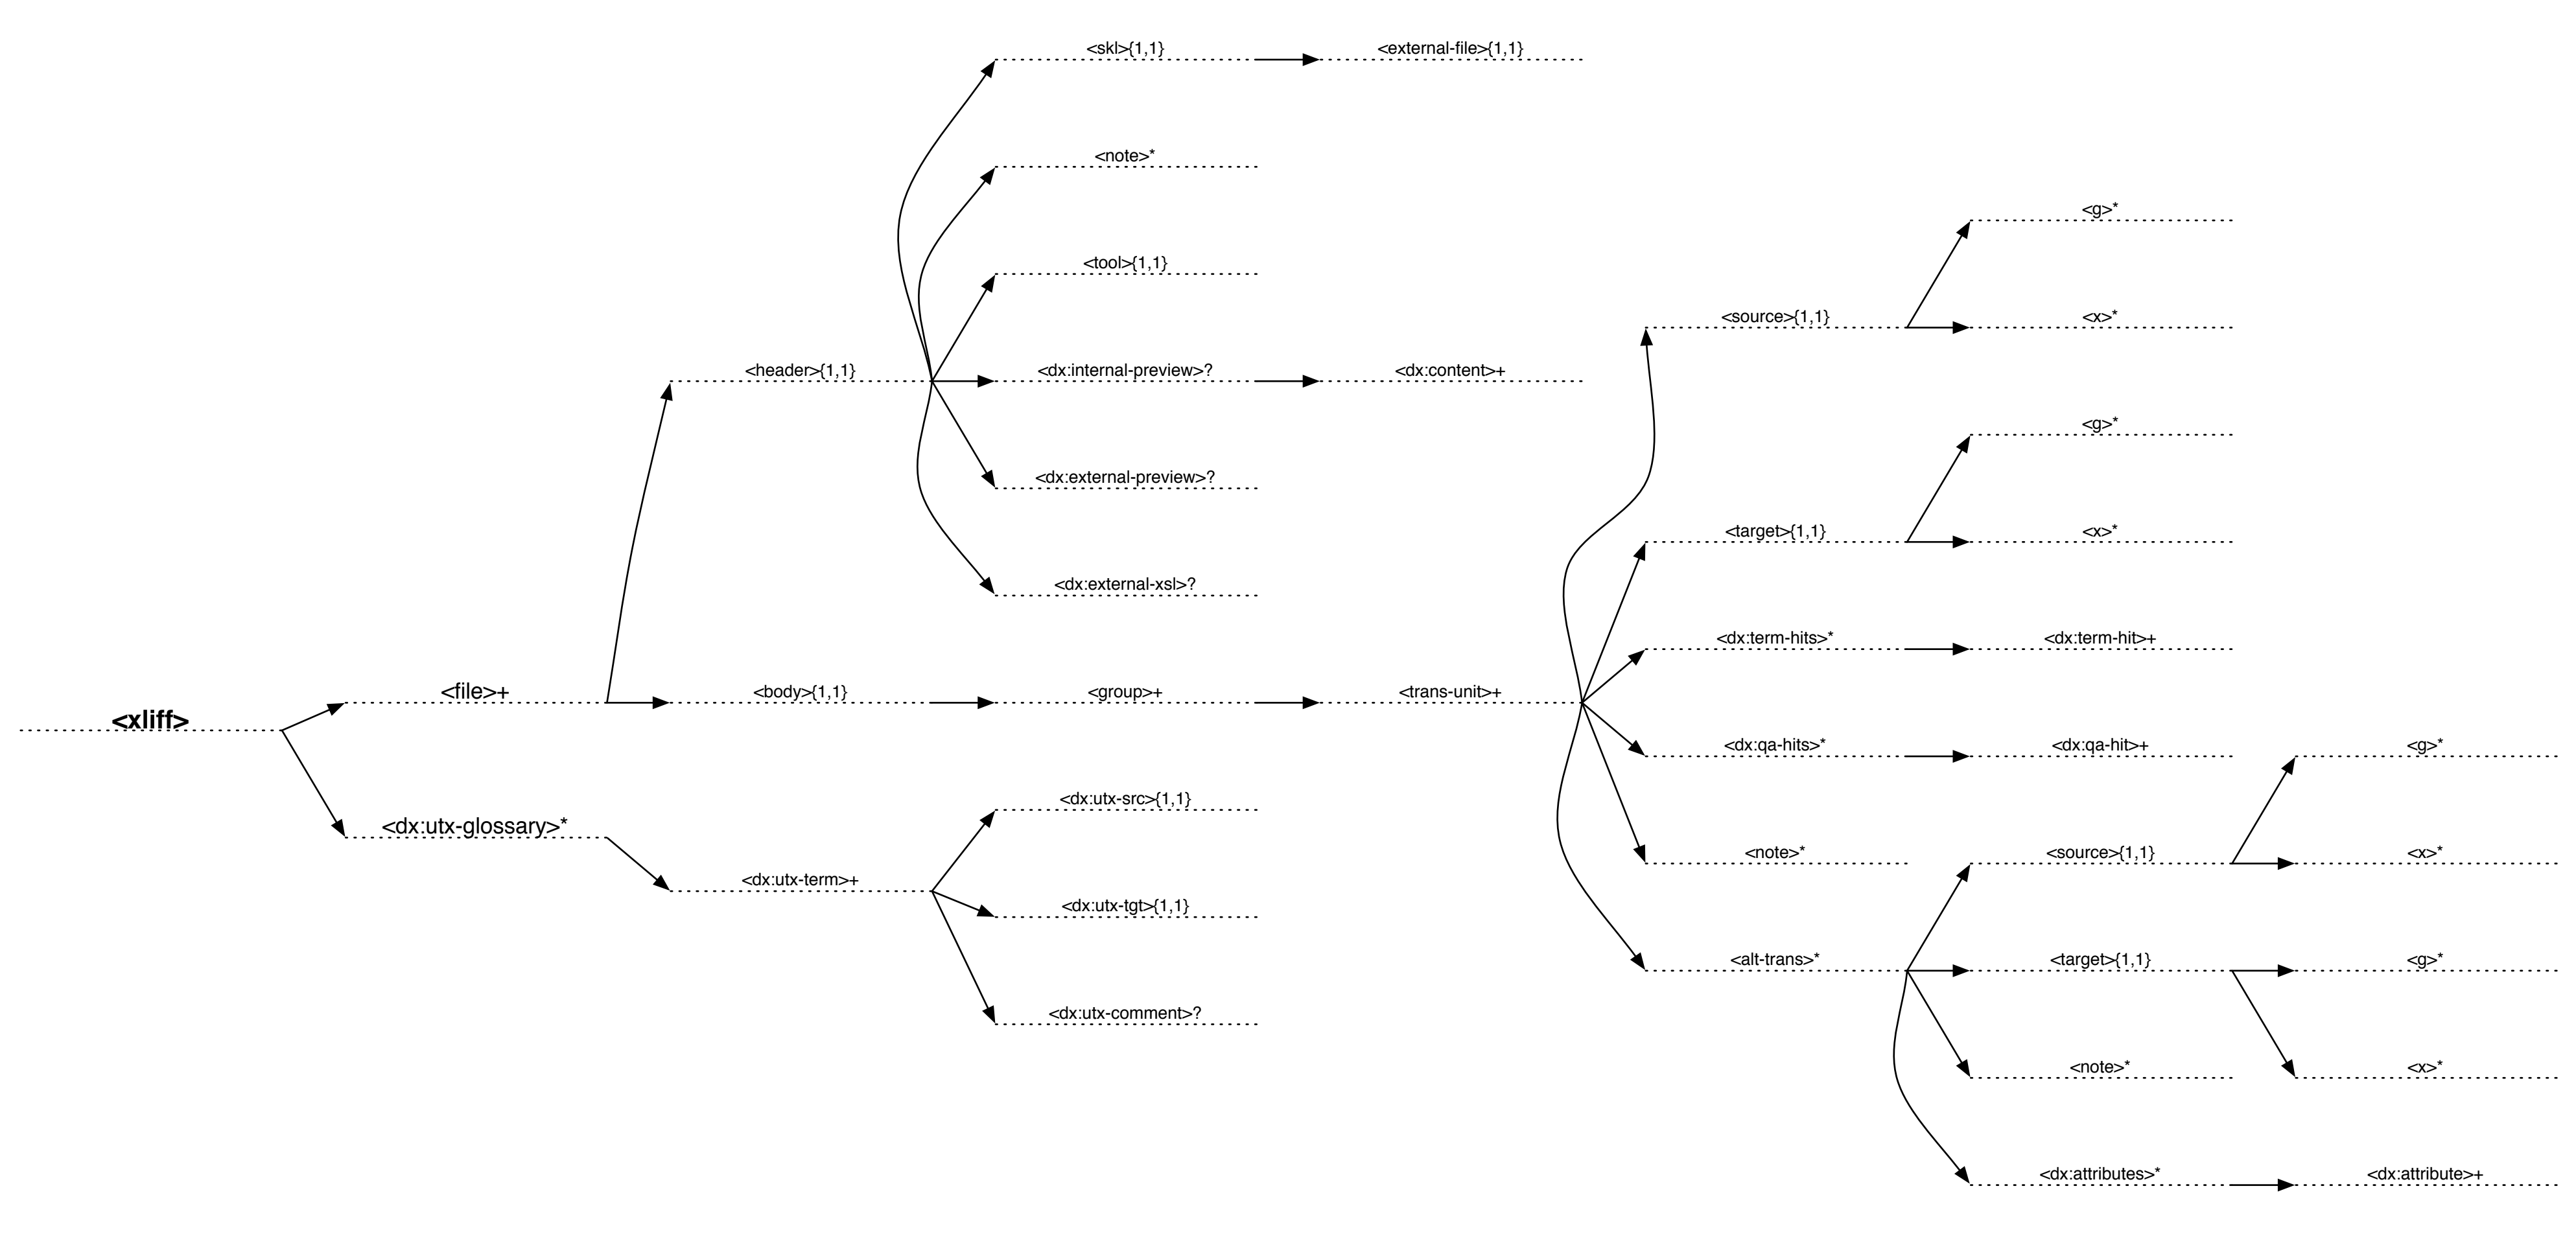 <skl>{1,1}
<external-file>{1,1}
<note>*
<g>*
<tool>{1,1}
<source>{1,1}
<x>*
<header>{1,1}
<dx:internal-preview>?
<dx:content>+
<g>*
<dx:external-preview>?
<target>{1,1}
<x>*
<dx:external-xsl>?
<dx:term-hits>*
<dx:term-hit>+
<file>+
<body>{1,1}
<group>+
<trans-unit>+
<xliff>
<dx:qa-hits>*
<dx:qa-hit>+
<g>*
<dx:utx-src>{1,1}
<dx:utx-glossary>*
<note>*
<source>{1,1}
<x>*
<dx:utx-term>+
<dx:utx-tgt>{1,1}
<alt-trans>*
<target>{1,1}
<g>*
<dx:utx-comment>?
<note>*
<x>*
<dx:attributes>*
<dx:attribute>+